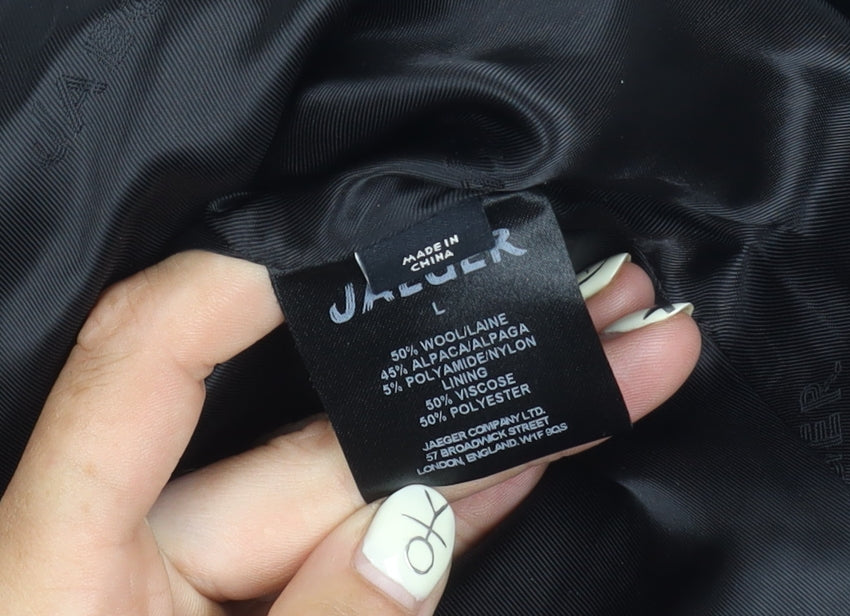 MADE IN
CHINA
JAEGER
L
50% WOOL/LAINE
45% ALPACA/ALPAGA
5% POLYAMIDE/NYLON
LINING
50% VISCOSE
50% POLYESTER
JAEGER COMPANY LTD.
57 BROADWICK STREET
LONDON, ENGLAND. W1F 9QS